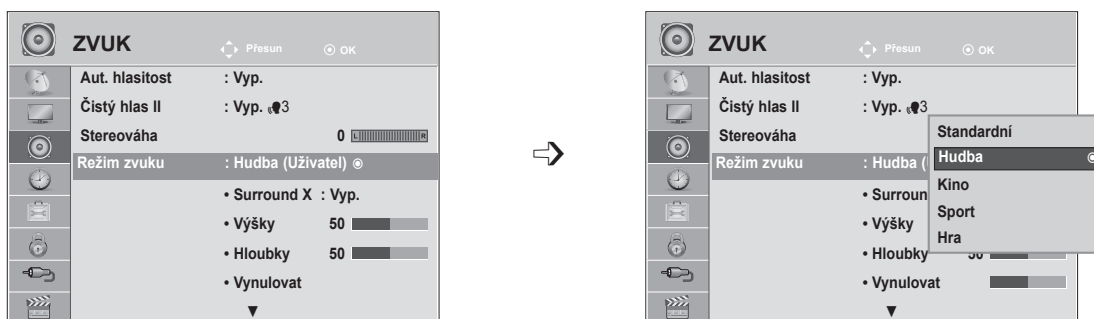 ZVUK
Přesun OK
Aut. hlasitost : Vyp.
Čistý hlas II : Vyp. 3
Stereováha 0 L R
Režim zvuku : Hudba (Uživatel)
• Surround X : Vyp.
• Výšky 50
• Hloubky 50
• Vynulovat
▼
ZVUK
Přesun OK
Aut. hlasitost : Vyp.
Čistý hlas II : Vyp. 3
Stereováha
Režim zvuku : Hudba (
• Surroun
• Výšky
• Hloubky 50
• Vynulovat
▼
Standardní
Hudba
Kino
Sport
Hra